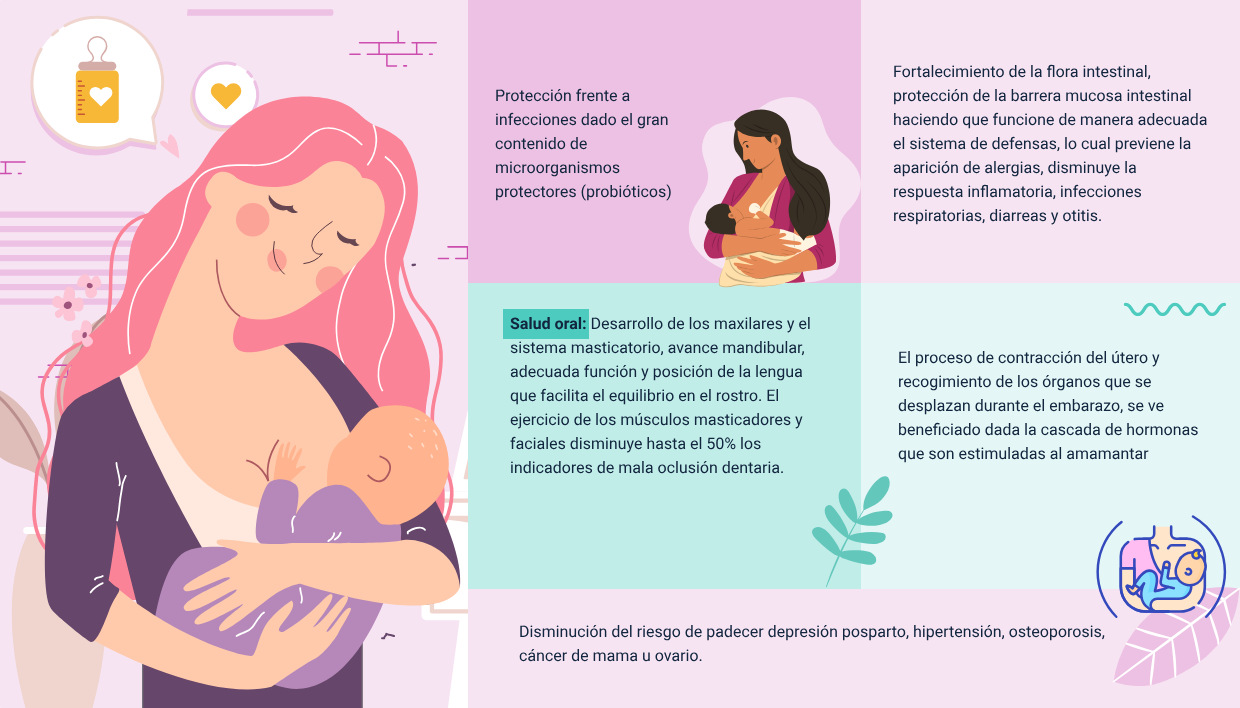 Protección frente a
infecciones dado el gran
contenido de
microorganismos
protectores (probióticos)
Fortalecimiento de la flora intestinal,
protección de la barrera mucosa intestinal
haciendo que funcione de manera adecuada
el sistema de defensas, lo cual previene la
aparición de alergias, disminuye la
respuesta inflamatoria, infecciones
respiratorias, diarreas y otitis.
Salud oral: Desarrollo de los maxilares y el
sistema masticatorio, avance mandibular,
adecuada función y posición de la lengua
que facilita el equilibrio en el rostro. El
ejercicio de los músculos masticadores y
faciales disminuye hasta el 50% los
indicadores de mala oclusión dentaria.
El proceso de contracción del útero y
recogimiento de los órganos que se
desplazan durante el embarazo, se ve
beneficiado dada la cascada de hormonas
que son estimuladas al amamantar
Disminución del riesgo de padecer depresión posparto, hipertensión, osteoporosis,
cáncer de mama u ovario.